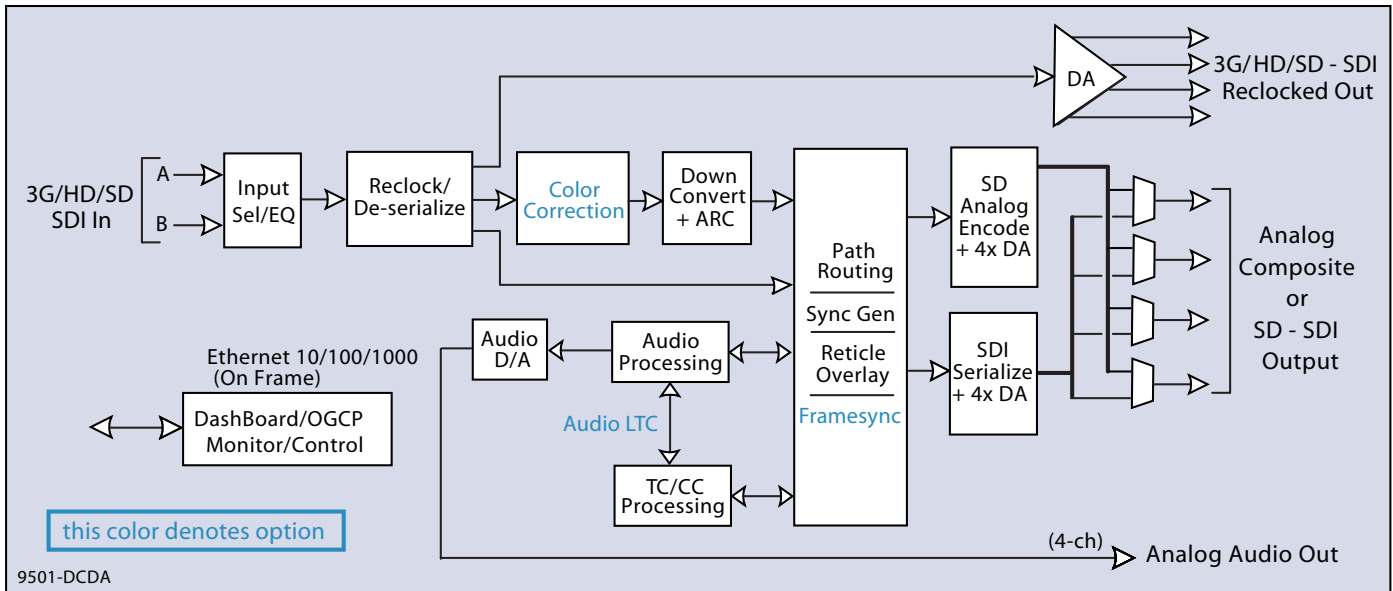 DA
3G/HD/SD - SDI
Reclocked Out
3G/HD/SD
SDI In
A
B
Input
Sel/EQ
Reclock/
De-serialize
Color
Correction
Down
Convert
+ ARC
Path
Routing
Sync Gen
Reticle
Overlay
Framesync
SD
Analog
Encode
+ 4x DA
SDI
Serialize
+ 4x DA
Analog
Composite
or
SD - SDI
Output
Audio
D/A
Audio
Processing
Audio LTC
TC/CC
Processing
Ethernet 10/100/1000
(On Frame)
DashBoard/OGCP
Monitor/Control
this color denotes option
(4-ch)
Analog Audio Out
9501-DCDA